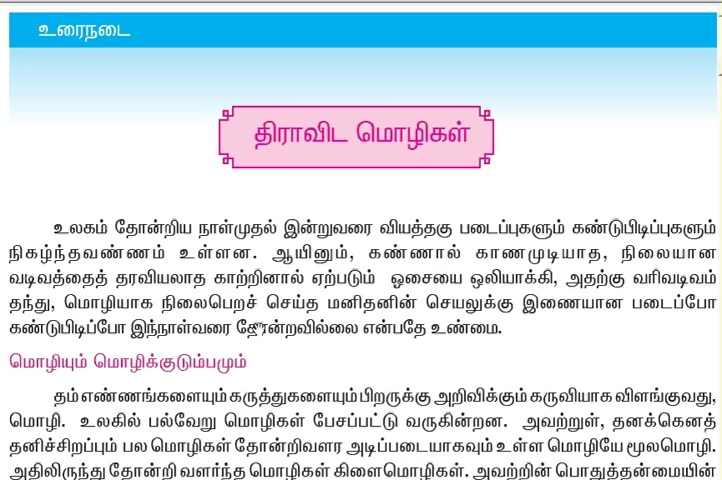 உரைநடை
திராவிட மொழிகள்
உலகம் தோன்றிய நாள்முதல் இன்றுவரை வியத்தகு படைப்புகளும் கண்டுபிடிப்புகளும்
நிகழ்ந்தவண்ணம் உள்ளன. ஆயினும், கண்ணால் காணமுடியாத, நிலையான
வடிவத்தைத் தரவியலாத காற்றினால் ஏற்படும் ஓசையை ஒலியாக்கி, அதற்கு வரிவடிவம்
தந்து, மொழியாக நிலைபெறச் செய்த மனிதனின் செயலுக்கு இணையான படைப்போ
கண்டுபிடிப்போ இந்நாள்வரை தோன்றவில்லை என்பதே உண்மை.
மொழியும் மொழிக்குடும்பமும்
தம் எண்ணங்களையும் கருத்துகளையும் பிறருக்கு அறிவிக்கும் கருவியாக விளங்குவது,
மொழி. உலகில் பல்வேறு மொழிகள் பேசப்பட்டு வருகின்றன. அவற்றுள், தனக்கெனத்
தனிச்சிறப்பும் பல மொழிகள் தோன்றிவளர அடிப்படையாகவும் உள்ள மொழியே மூலமொழி.
அதிலிருந்து தோன்றி வளர்ந்த மொழிகள் கிளைமொழிகள். அவற்றின் பொதுத்தன்மையின்